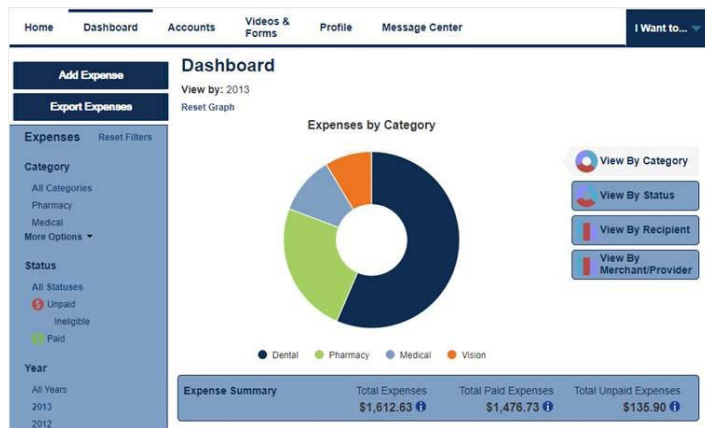 Home Dashboard Accounts Videos & Forms Profile Message Center I Want to...
Add Expense
Export Expenses
Expenses Reset Filters
Category
All Categories
Pharmacy
Medical
More Options
Status
All Statuses
$ Unpaid
Ineligible
Paid
Year
All Years
2013
2012
Dashboard
View by: 2013
Reset Graph
Expenses by Category
Dental Pharmacy Medical Vision
View By Category
View By Status
View By Recipient
View By
Merchant/Provider
Expense Summary Total Expenses Total Paid Expenses Total Unpaid Expenses
$1,612.63 i $1,476.73 i $135.90 i